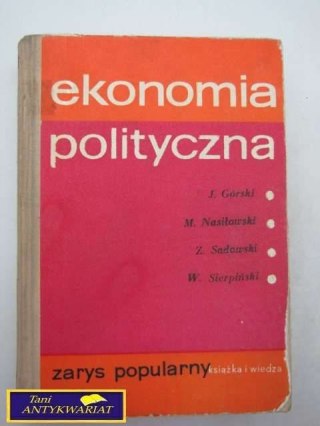 ekonomia
polityczna
J. Górski
M. Nasiłowski
Z. Sadowski
W. Sierpiński
zarys popularny
książka i wiedza
Tani
ANTYKWARIAT